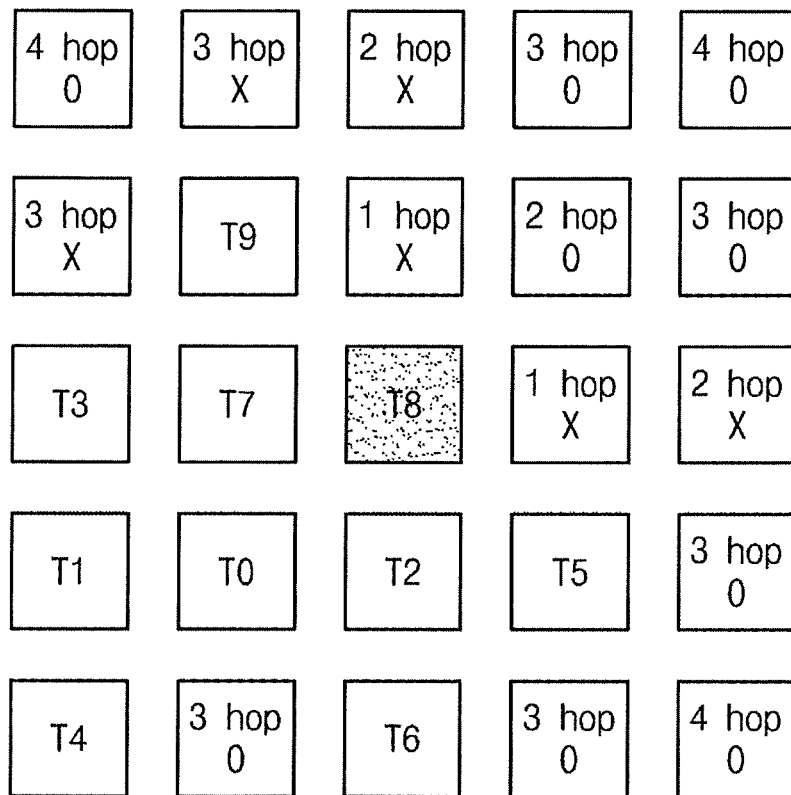 4 hop 3 hop 2 hop 3 hop 4 hop
0 X X 0 0
3 hop T9 1 hop 2 hop 3 hop
X X 0 0
T3 T7 T8 1 hop 2 hop
X X
T1 T0 T2 T5 3 hop
0
T4 3 hop T6 3 hop 4 hop
0 0 0